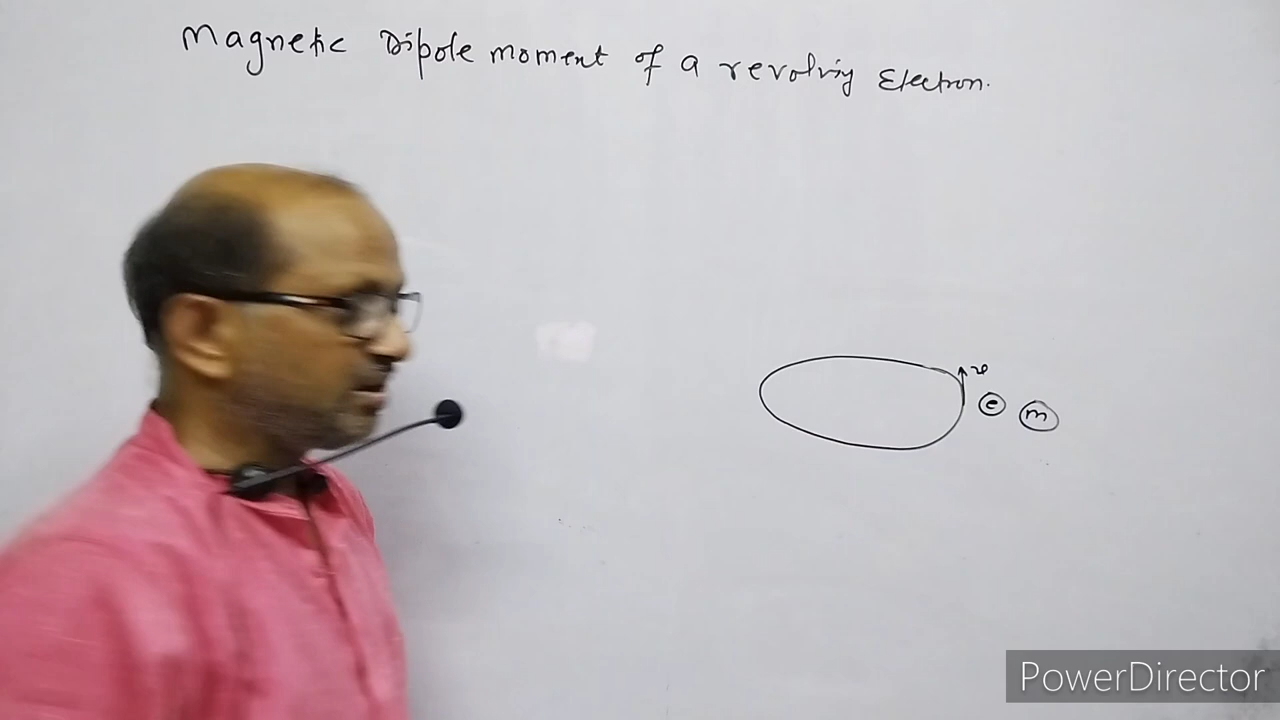 Magnetic Dipole moment of a revolving Electron.
v
e m
PowerDirector